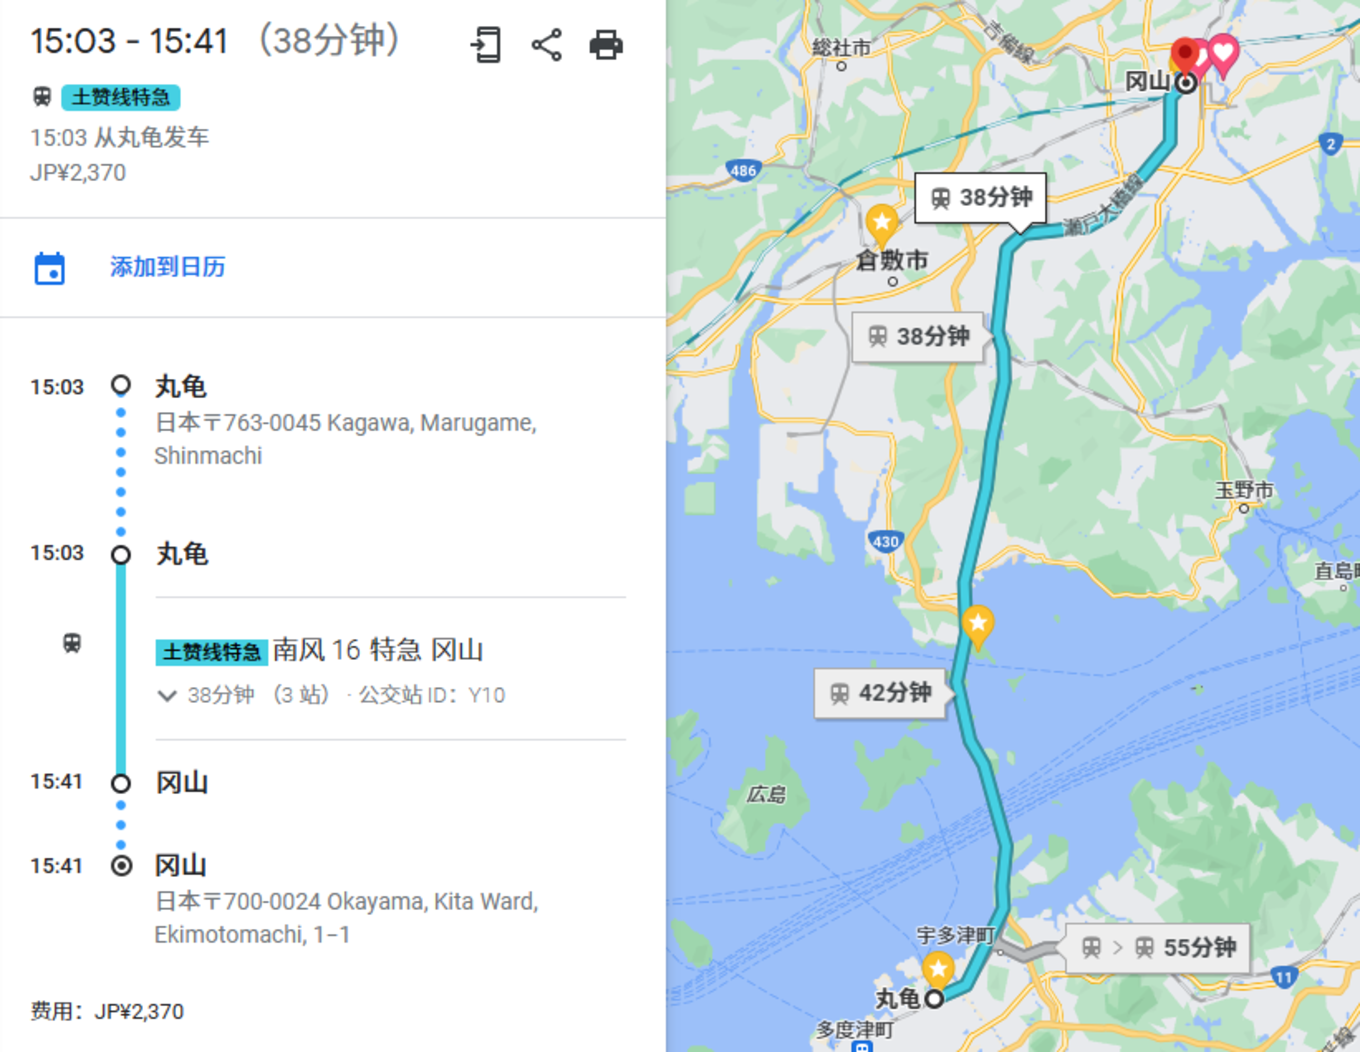 15:03 - 15:41 （38分钟）
土赞线特急
15:03 从丸龟发车
JP¥2,370
添加到日历
15:03 丸龟
日本〒763-0045 Kagawa, Marugame,
Shinmachi
15:03 丸龟
土赞线特急 南风 16 特急 冈山
38分钟 （3 站） · 公交站 ID： Y10
15:41 冈山
15:41 冈山
日本〒700-0024 Okayama, Kita Ward,
Ekimotomachi, 1-1
费用： JP¥2,370
総社市
吉備線
冈山
2
486
38分钟
瀬戸大橋線
倉敷市
38分钟
玉野市
430
直島町
42分钟
広島
宇多津町
55分钟
11
丸龟
多度津町